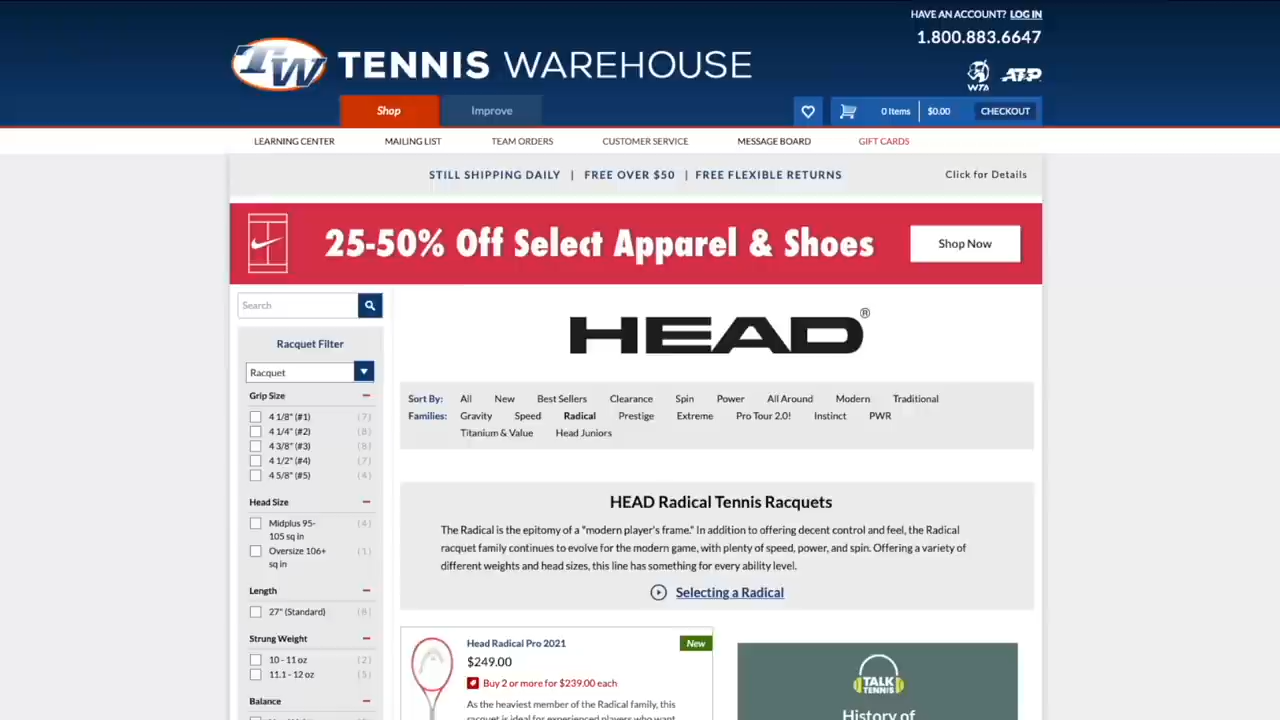 HAVE AN ACCOUNT? LOG IN
1.800.883.6647
TW TENNIS WAREHOUSE
WTA ATP
Shop Improve
0 Items $0.00 CHECKOUT
LEARNING CENTER MAILING LIST TEAM ORDERS CUSTOMER SERVICE MESSAGE BOARD GIFT CARDS
STILL SHIPPING DAILY | FREE OVER $50 | FREE FLEXIBLE RETURNS Click for Details
25-50% Off Select Apparel & Shoes Shop Now
Search
HEAD®
Racquet Filter
Racquet
Grip Size
4 1/8" (#1) (7)
4 1/4" (#2) (8)
4 3/8" (#3) (8)
4 1/2" (#4) (7)
4 5/8" (#5) (4)
Head Size
Midplus 95-
105 sq in (4)
Oversize 106+
sq in (1)
Length
27" (Standard) (8)
Strung Weight
10 - 11 oz (2)
11.1 - 12 oz (5)
Balance
Sort By: All New Best Sellers Clearance Spin Power All Around Modern Traditional
Families: Gravity Speed Radical Prestige Extreme Pro Tour 2.0! Instinct PWR
Titanium & Value Head Juniors
HEAD Radical Tennis Racquets
The Radical is the epitomy of a "modern player's frame." In addition to offering decent control and feel, the Radical
racquet family continues to evolve for the modern game, with plenty of speed, power, and spin. Offering a variety of
different weights and head sizes, this line has something for every ability level.
Selecting a Radical
Head Radical Pro 2021 New
$249.00
Buy 2 or more for $239.00 each
As the heaviest member of the Radical family, this
racquet is ideal for experienced players who want
TALK
TENNIS
History of